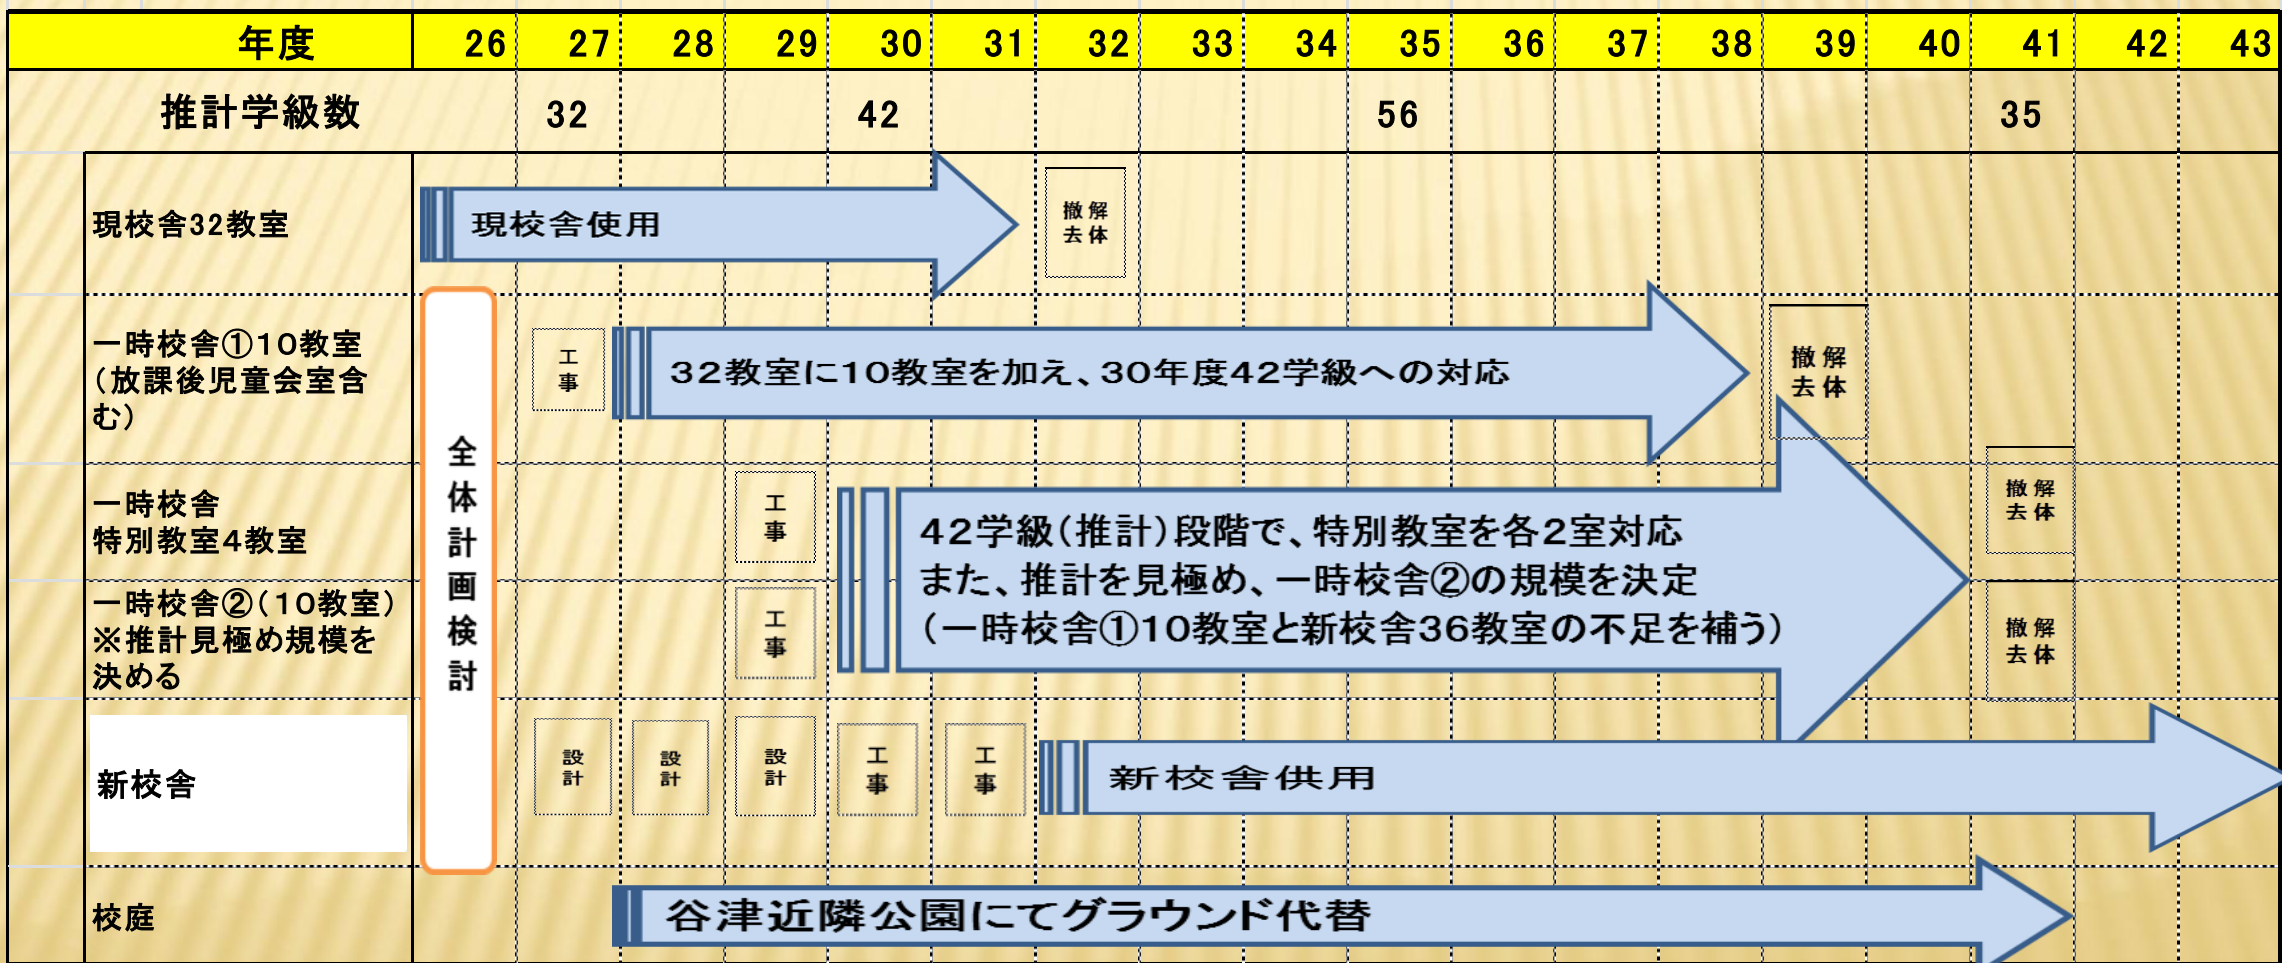 年度 26 27 28 29 30 31 32 33 34 35 36 37 38 39 40 41 42 43
推計学級数 32 42 56 35
現校舎32教室
現校舎使用
撤解
去体
全体計画検討
一時校舎①10教室
(放課後児童会室含
む)
工事
32教室に10教室を加え、30年度42学級への対応
撤解
去体
一時校舎
特別教室4教室
工事
42学級(推計)段階で、特別教室を各2室対応
また、推計を見極め、一時校舎②の規模を決定
(一時校舎①10教室と新校舎36教室の不足を補う)
撤解
去体
一時校舎②(10教室)
※推計見極め規模を
決める
工事
撤解
去体
新校舎
設計
設計
設計
工事
工事
新校舎供用
校庭
谷津近隣公園にてグラウンド代替